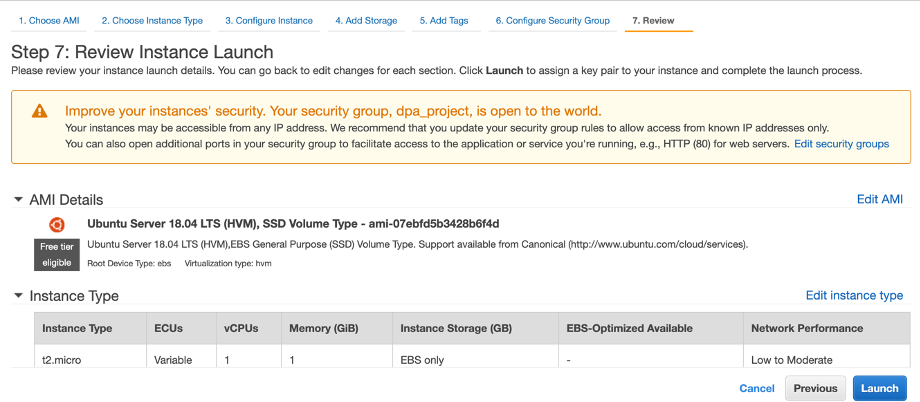 1. Choose AMI 2. Choose Instance Type 3. Configure Instance 4. Add Storage 5. Add Tags 6. Configure Security Group 7. Review
Step 7: Review Instance Launch
Please review your instance launch details. You can go back to edit changes for each section. Click Launch to assign a key pair to your instance and complete the launch process.
Improve your instances' security. Your security group, dpa_project, is open to the world.
Your instances may be accessible from any IP address. We recommend that you update your security group rules to allow access from known IP addresses only.
You can also open additional ports in your security group to facilitate access to the application or service you're running, e.g., HTTP (80) for web servers. Edit security groups
AMI Details Edit AMI
Ubuntu Server 18.04 LTS (HVM), SSD Volume Type - ami-07ebfd5b3428b6f4d
Free tier
eligible
Ubuntu Server 18.04 LTS (HVM),EBS General Purpose (SSD) Volume Type. Support available from Canonical (http://www.ubuntu.com/cloud/services).
Root Device Type: ebs Virtualization type: hvm
Instance Type Edit instance type
Instance Type ECUs vCPUs Memory (GiB) Instance Storage (GB) EBS-Optimized Available Network Performance
t2.micro Variable 1 1 EBS only - Low to Moderate
Cancel Previous Launch